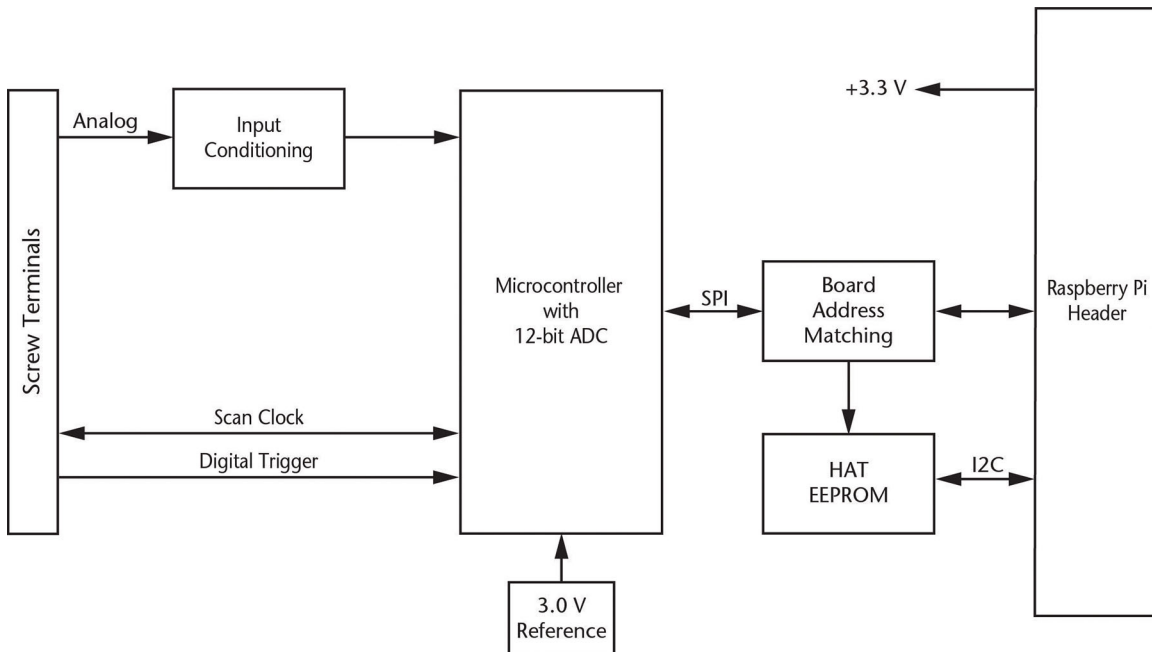 +3.3 V
Analog
Input
Conditioning
Screw Terminals
Microcontroller
with
12-bit ADC
SPI
Board
Address
Matching
Raspberry Pi
Header
Scan Clock
Digital Trigger
HAT
EEPROM
I2C
3.0 V
Reference